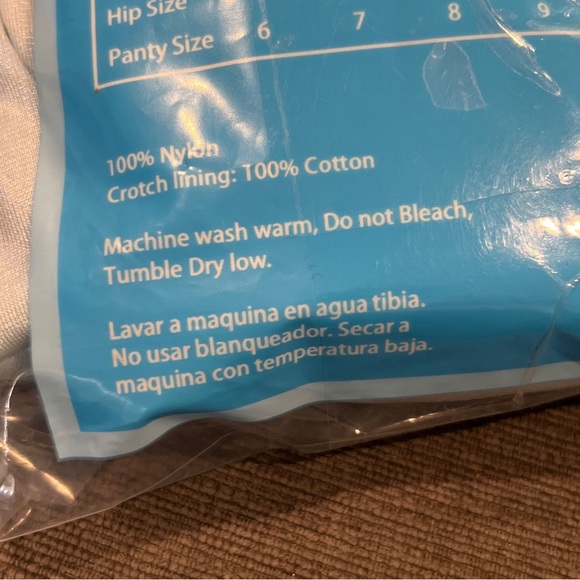 Hip Size
Panty Size 6 7 8 9
100% Nylon
Crotch lining: 100% Cotton
Machine wash warm, Do not Bleach,
Tumble Dry low.
Lavar a maquina en agua tibia.
No usar blanqueador. Secar a
maquina con temperatura baja.